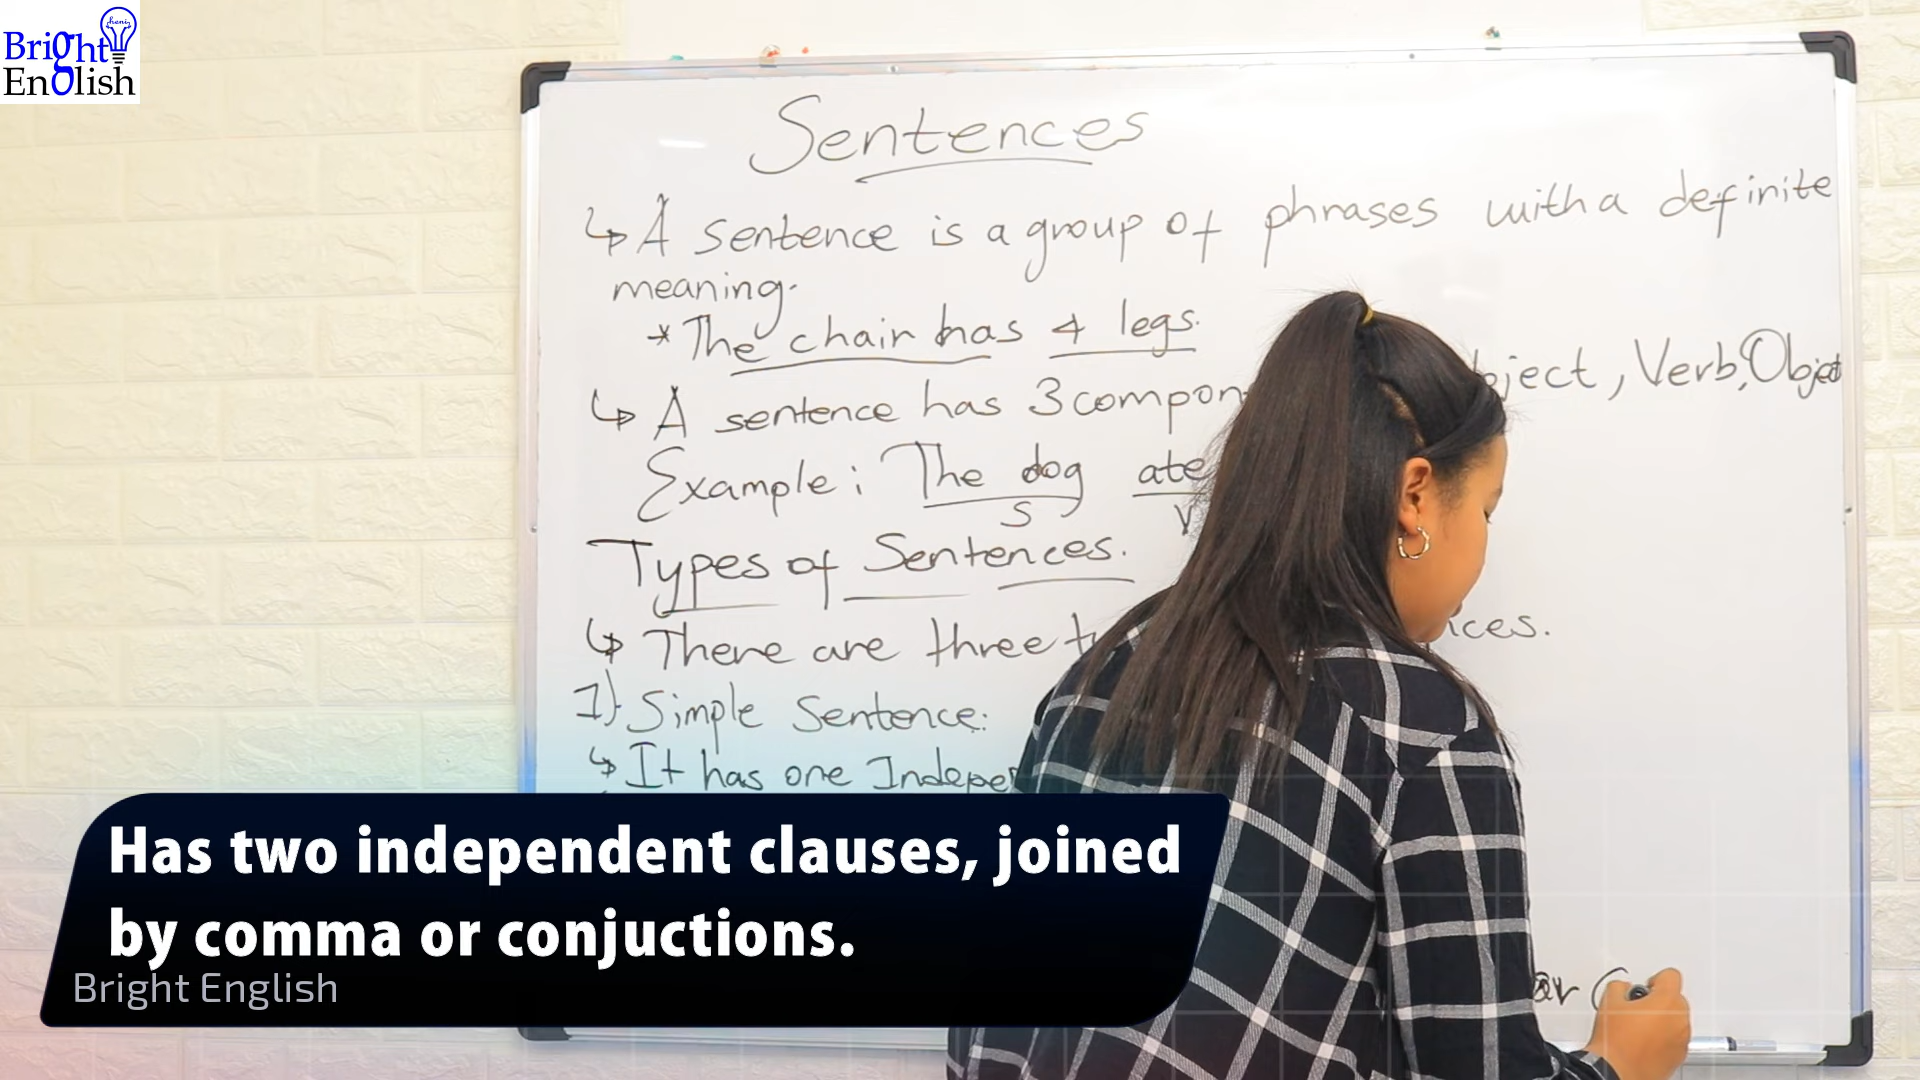 Bright
English
Sentences
↳ A sentence is a group of phrases with a definite
meaning.
* The chair has 4 legs.
↳ A sentence has 3 compon bject, Verb, Object
Example: The dog ate
S V
Types of Sentences.
↳ There are three t nces.
1) Simple Sentence:
↳ It has one Indepe
Has two independent clauses, joined
by comma or conjuctions.
Bright English